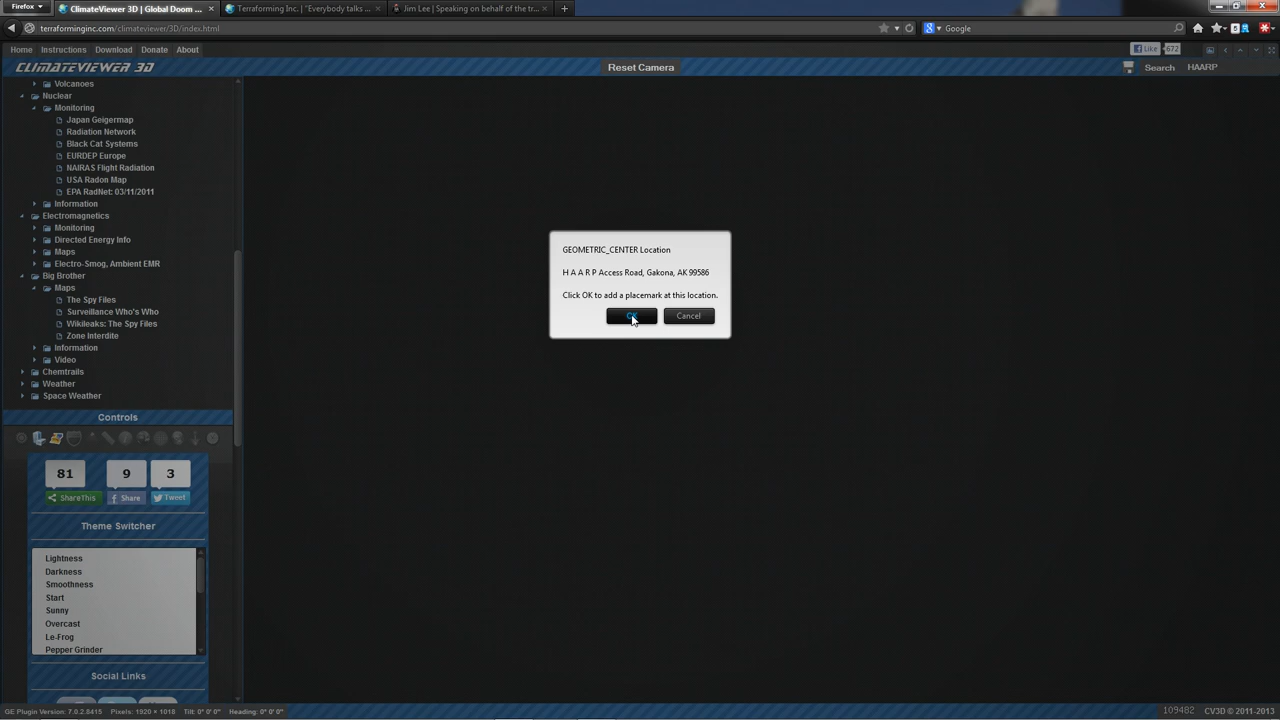 Firefox
ClimateViewer 3D | Global Doom ...
Terraforming Inc. | "Everybody talks ...
Jim Lee | Speaking on behalf of the tr...
terraforminginc.com/climateviewer/3D/index.html
Google
Home Instructions Download Donate About
Like 672
CLIMATEVIEWER 3D
Reset Camera
Search HAARP
Volcanoes
Nuclear
Monitoring
Japan Geigermap
Radiation Network
Black Cat Systems
EURDEP Europe
NAIRAS Flight Radiation
USA Radon Map
EPA RadNet: 03/11/2011
Information
Electromagnetics
Monitoring
Directed Energy Info
Maps
Electro-Smog, Ambient EMR
Big Brother
Maps
The Spy Files
Surveillance Who's Who
Wikileaks: The Spy Files
Zone Interdite
Information
Video
Chemtrails
Weather
Space Weather
GEOMETRIC_CENTER Location
H A A R P Access Road, Gakona, AK 99586
Click OK to add a placemark at this location.
OK Cancel
Controls
81 9 3
ShareThis Share Tweet
Theme Switcher
Lightness
Darkness
Smoothness
Start
Sunny
Overcast
Le-Frog
Pepper Grinder
Social Links
GE Plugin Version: 7.0.2.8415 Pixels: 1920 × 1018 Tilt: 0° 0' 0" Heading: 0° 0' 0"
109482 CV3D © 2011-2013